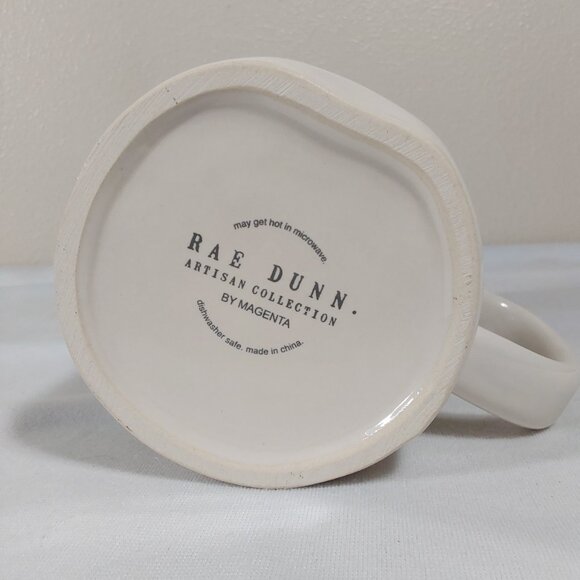 may get hot in microwave.
RAE DUNN.
ARTISAN COLLECTION
BY MAGENTA
dishwasher safe. made in china.